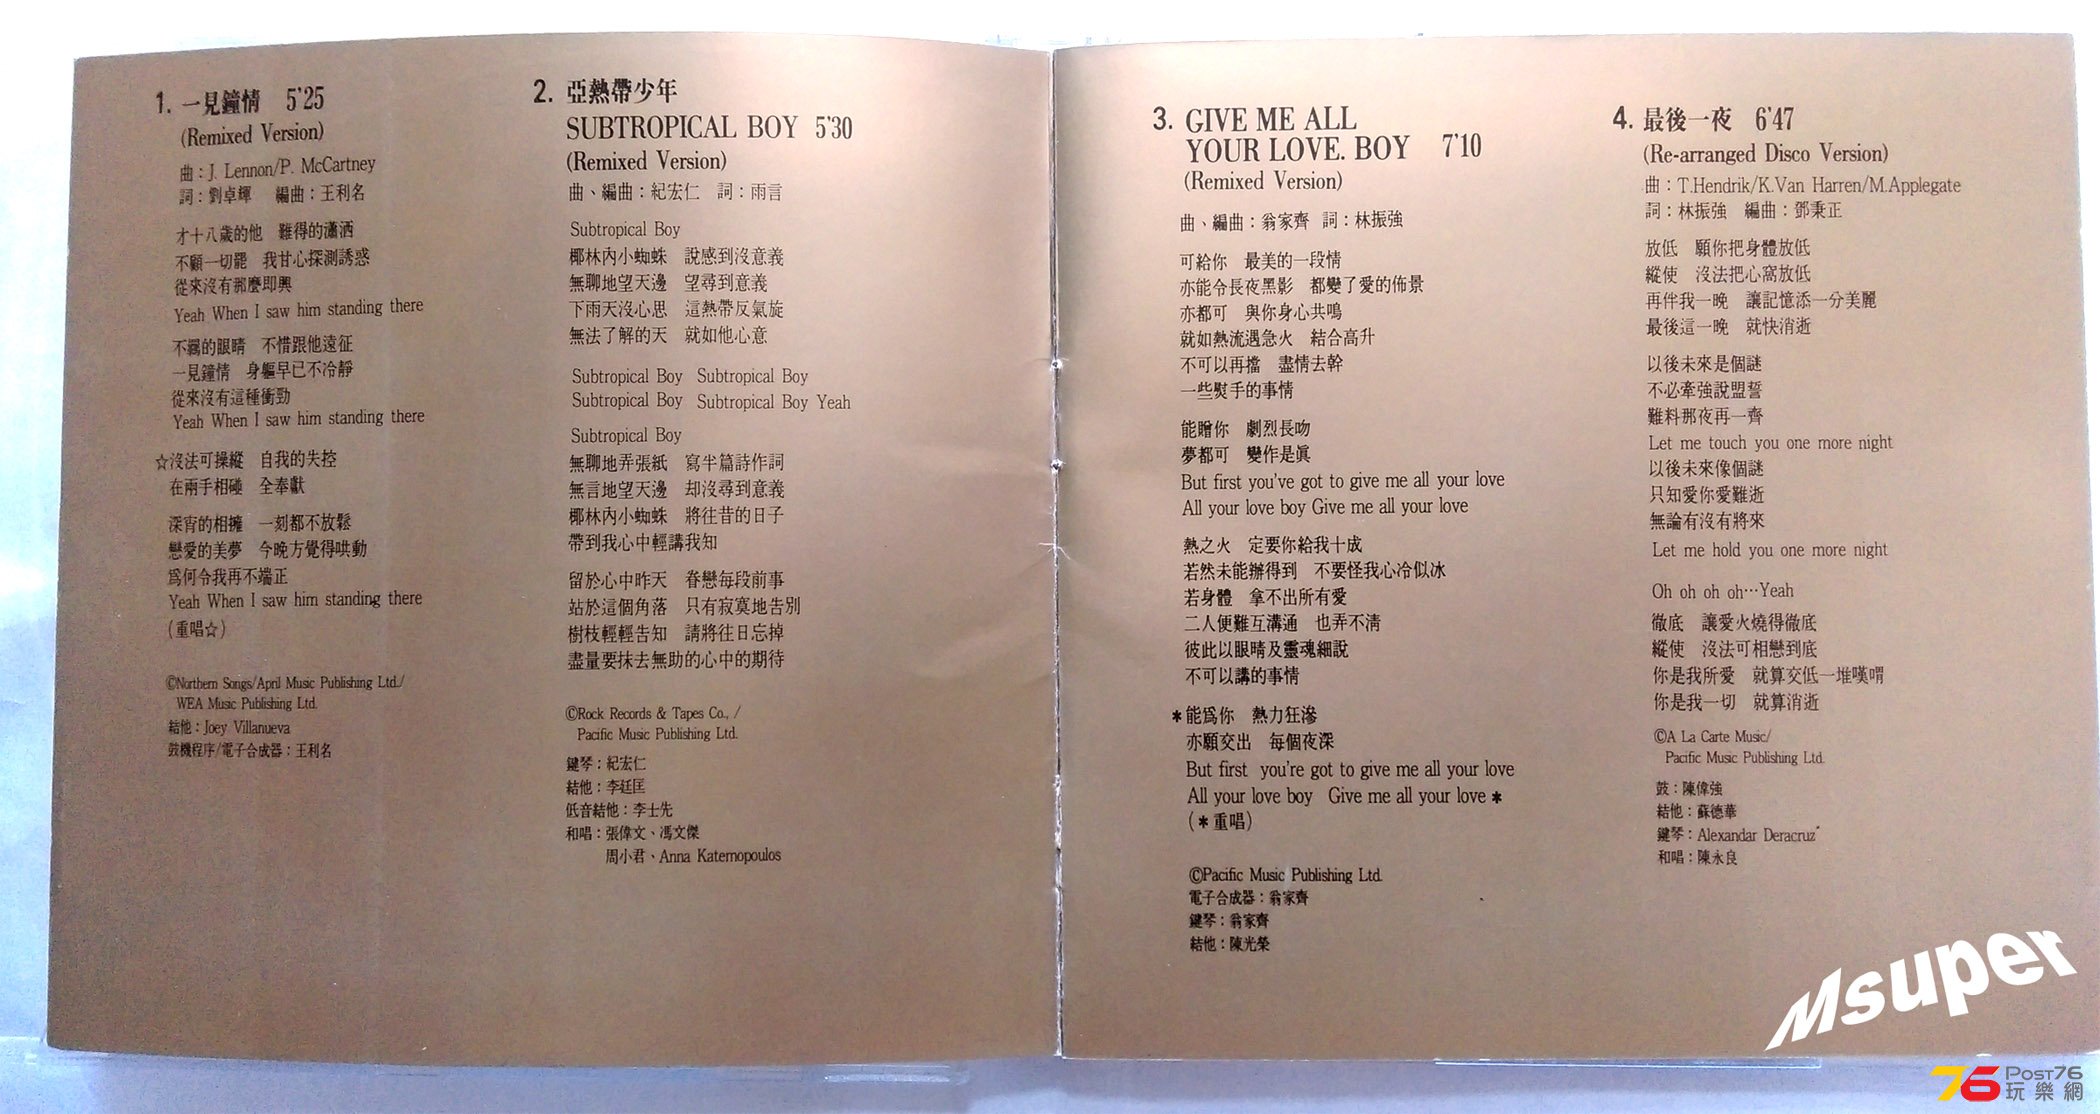 1. 一見鐘情 5'25
(Remixed Version)
曲：J. Lennon/P. McCartney
詞：劉卓輝 編曲：王利名
才十八歲的他 難得的瀟洒
不顧一切罷 我甘心探測誘惑
從來沒有那麼即興
Yeah When I saw him standing there
不羈的眼睛 不惜跟他遠征
一見鐘情 身軀早已不冷靜
從來沒有這種衝勁
Yeah When I saw him standing there
☆沒法可操縱 自我的失控
在兩手相碰 全奉獻
深宵的相擁 一刻都不放鬆
戀愛的美夢 今晚方覺得哄動
爲何令我再不端正
Yeah When I saw him standing there
(重唱☆)
©Northern Songs/April Music Publishing Ltd./
WEA Music Publishing Ltd.
結他：Joey Villanueva
鼓機程序/電子合成器：王利名
2. 亞熱帶少年
SUBTROPICAL BOY 5'30
(Remixed Version)
曲、編曲：紀宏仁 詞：雨言
Subtropical Boy
椰林內小蜘蛛 說感到沒意義
無聊地望天邊 望尋到意義
下雨天沒心思 這熱帶反氣旋
無法了解的天 就如他心意
Subtropical Boy Subtropical Boy
Subtropical Boy Subtropical Boy Yeah
Subtropical Boy
無聊地弄張紙 寫半篇詩作詞
無言地望天邊 却沒尋到意義
椰林內小蜘蛛 將往昔的日子
帶到我心中輕講我知
留於心中昨天 眷戀每段前事
站於這個角落 只有寂寞地告別
樹枝輕輕告知 請將往日忘掉
盡量要抹去無助的心中的期待
©Rock Records & Tapes Co., /
Pacific Music Publishing Ltd.
鍵琴：紀宏仁
結他：李廷匡
低音結他：李士先
和唱：張偉文、馮文傑
周小君、Anna Katernopoulos
3. GIVE ME ALL
YOUR LOVE. BOY 7'10
(Remixed Version)
曲、編曲：翁家齊 詞：林振強
可給你 最美的一段情
亦能令長夜黑影 都變了愛的佈景
亦都可 與你身心共鳴
就如熱流遇急火 結合高升
不可以再擋 盡情去幹
一些熨手的事情
能贈你 劇烈長吻
夢都可 變作是眞
But first you've got to give me all your love
All your love boy Give me all your love
熱之火 定要你給我十成
若然未能辦得到 不要怪我心冷似冰
若身體 拿不出所有愛
二人便難互溝通 也弄不清
彼此以眼睛及靈魂細說
不可以講的事情
＊能爲你 熱力狂滲
亦願交出 每個夜深
But first you're got to give me all your love
All your love boy Give me all your love＊
(＊重唱)
©Pacific Music Publishing Ltd.
電子合成器：翁家齊
鍵琴：翁家齊
結他：陳光榮
4. 最後一夜 6'47
(Re-arranged Disco Version)
曲：T.Hendrik/K.Van Harren/M.Applegate
詞：林振強 編曲：鄧秉正
放低 願你把身體放低
縱使 沒法把心窩放低
再伴我一晚 讓記憶添一分美麗
最後這一晚 就快消逝
以後未來是個謎
不必牽強說盟誓
難料那夜再一齊
Let me touch you one more night
以後未來像個謎
只知愛你愛難逝
無論有沒有將來
Let me hold you one more night
Oh oh oh oh…Yeah
徹底 讓愛火燒得徹底
縱使 沒法可相戀到底
你是我所愛 就算交低一堆嘆喟
你是我一切 就算消逝
©A La Carte Music/
Pacific Music Publishing Ltd.
鼓：陳偉強
結他：蘇德華
鍵琴：Alexandar Deracruz
和唱：陳永良
Msuper
76 POST76
玩樂網